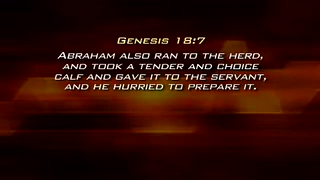 Genesis 18:7
Abraham also ran to the herd,
and took a tender and choice
calf and gave it to the servant,
and he hurried to prepare it.